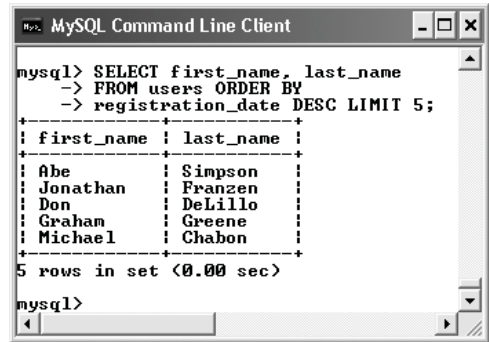 MySQL Command Line Client
mysql> SELECT first_name, last_name
    -> FROM users ORDER BY
    -> registration_date DESC LIMIT 5;
+------------+-----------+
| first_name | last_name |
+------------+-----------+
| Abe        | Simpson   |
| Jonathan   | Franzen   |
| Don        | DeLillo   |
| Graham     | Greene    |
| Michael    | Chabon    |
+------------+-----------+
5 rows in set (0.00 sec)
mysql>